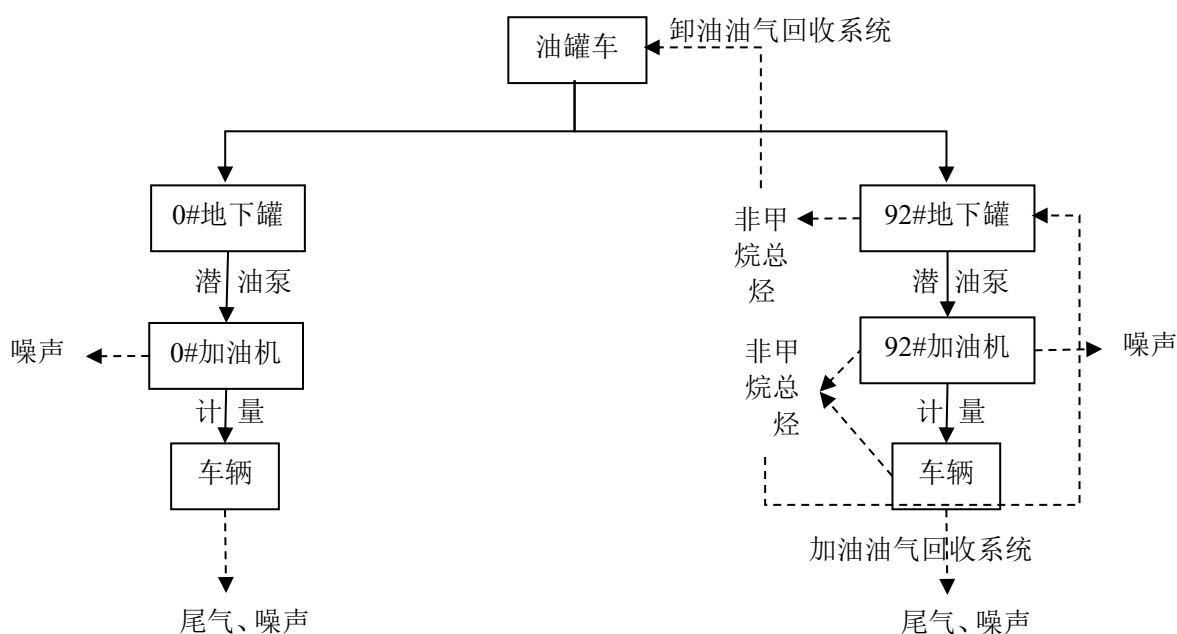 卸油油气回收系统
油罐车
0#地下罐
非甲
烷总
烃
92#地下罐
潜 油泵
潜 油泵
噪声
0#加油机
非甲
烷总
烃
92#加油机
噪声
计 量
计 量
车辆
车辆
加油油气回收系统
尾气、噪声
尾气、噪声